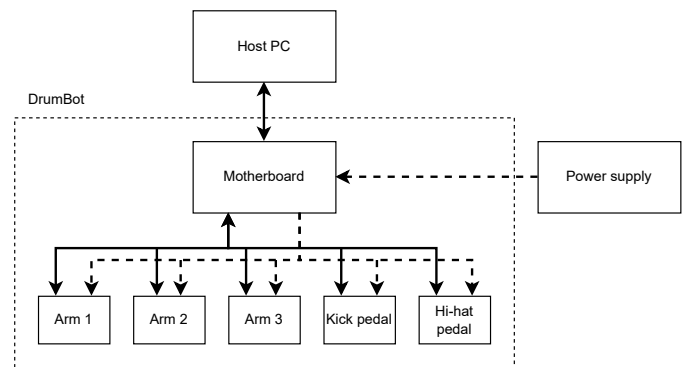 Host PC
DrumBot
Motherboard
Power supply
Arm 1
Arm 2
Arm 3
Kick pedal
Hi-hat
pedal